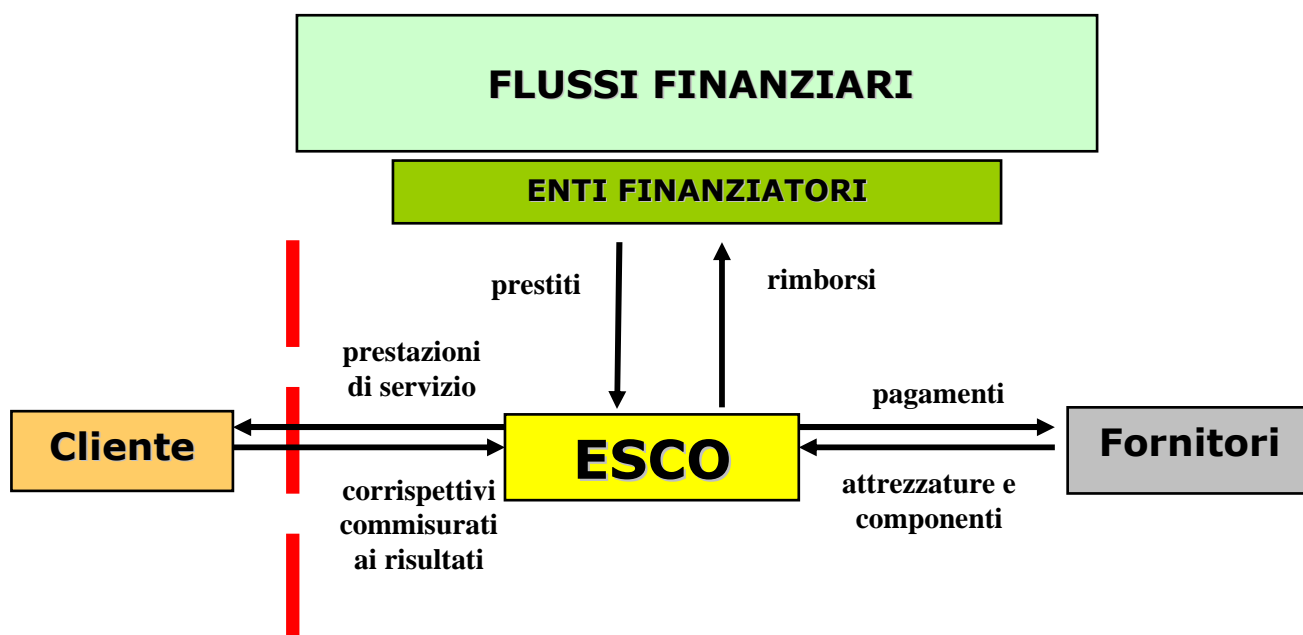 FLUSSI FINANZIARI
ENTI FINANZIATORI
prestiti
rimborsi
prestazioni
di servizio
pagamenti
Cliente
ESCO
Fornitori
corrispettivi
commisurati
ai risultati
attrezzature e
componenti